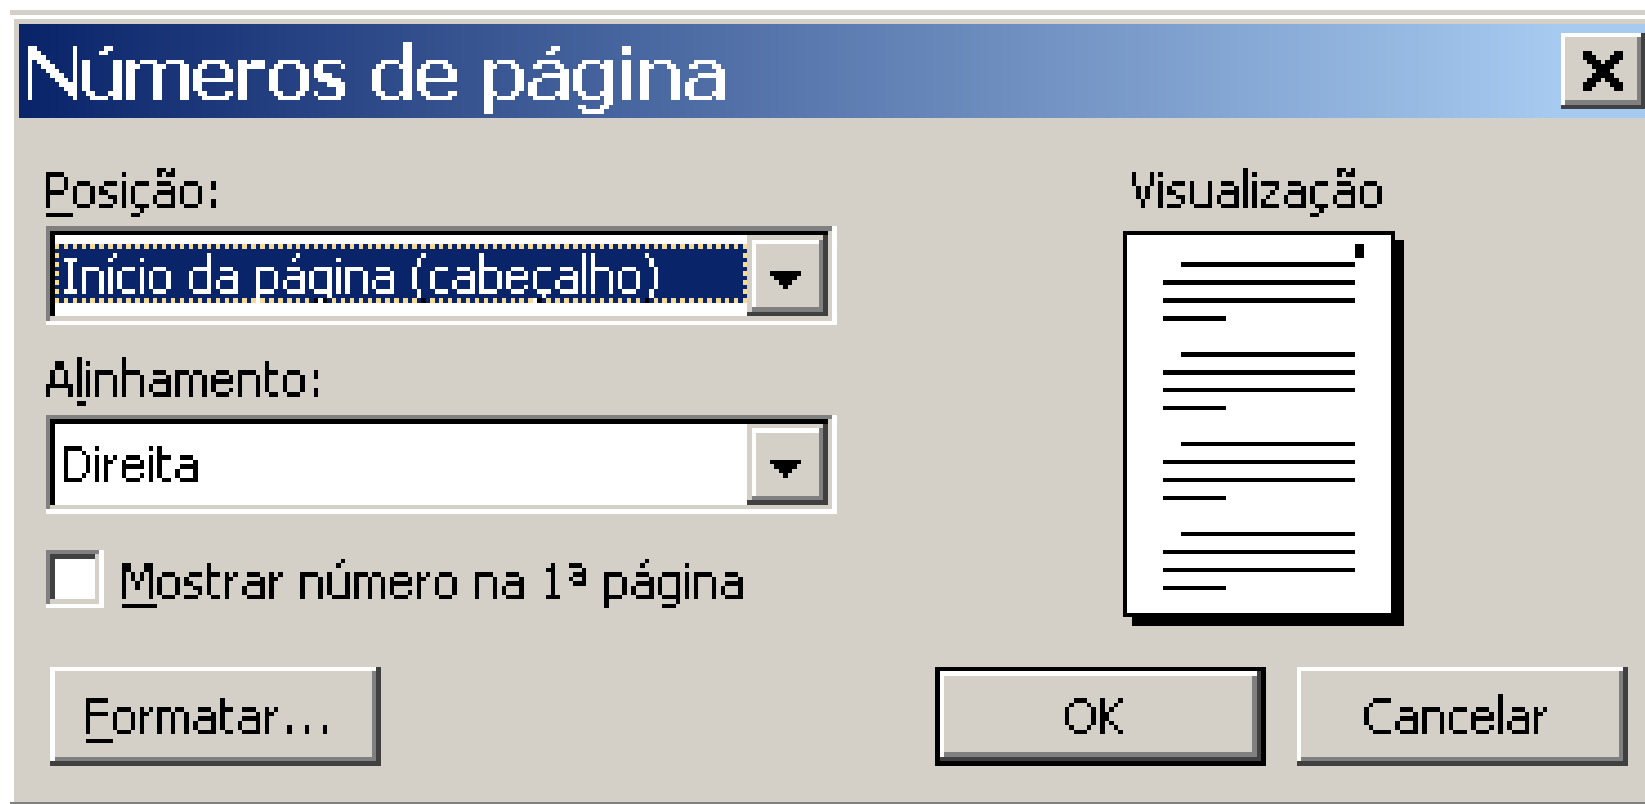 Números de página
Posição:
Visualização
Início da página (cabeçalho)
Alinhamento:
Direita
Mostrar número na 1ª página
Formatar...
OK
Cancelar